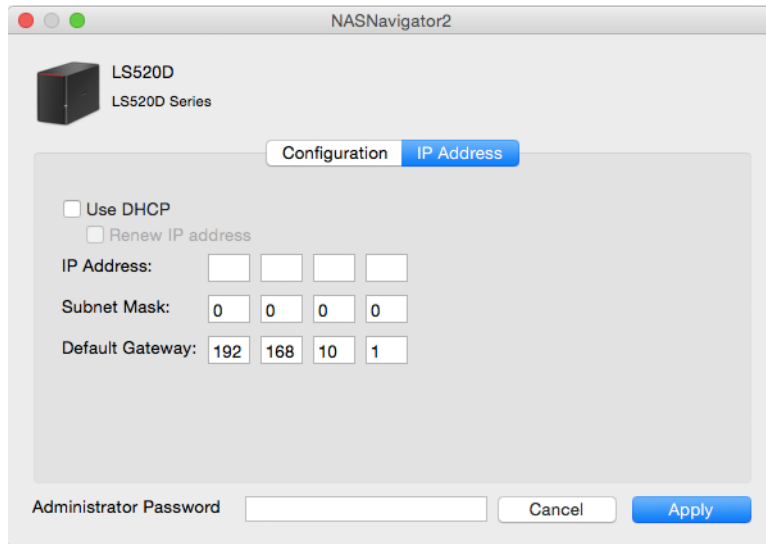 NASNavigator2
LS520D
LS520D Series
Configuration IP Address
Use DHCP
Renew IP address
IP Address:
Subnet Mask: 0 0 0 0
Default Gateway: 192 168 10 1
Administrator Password Cancel Apply